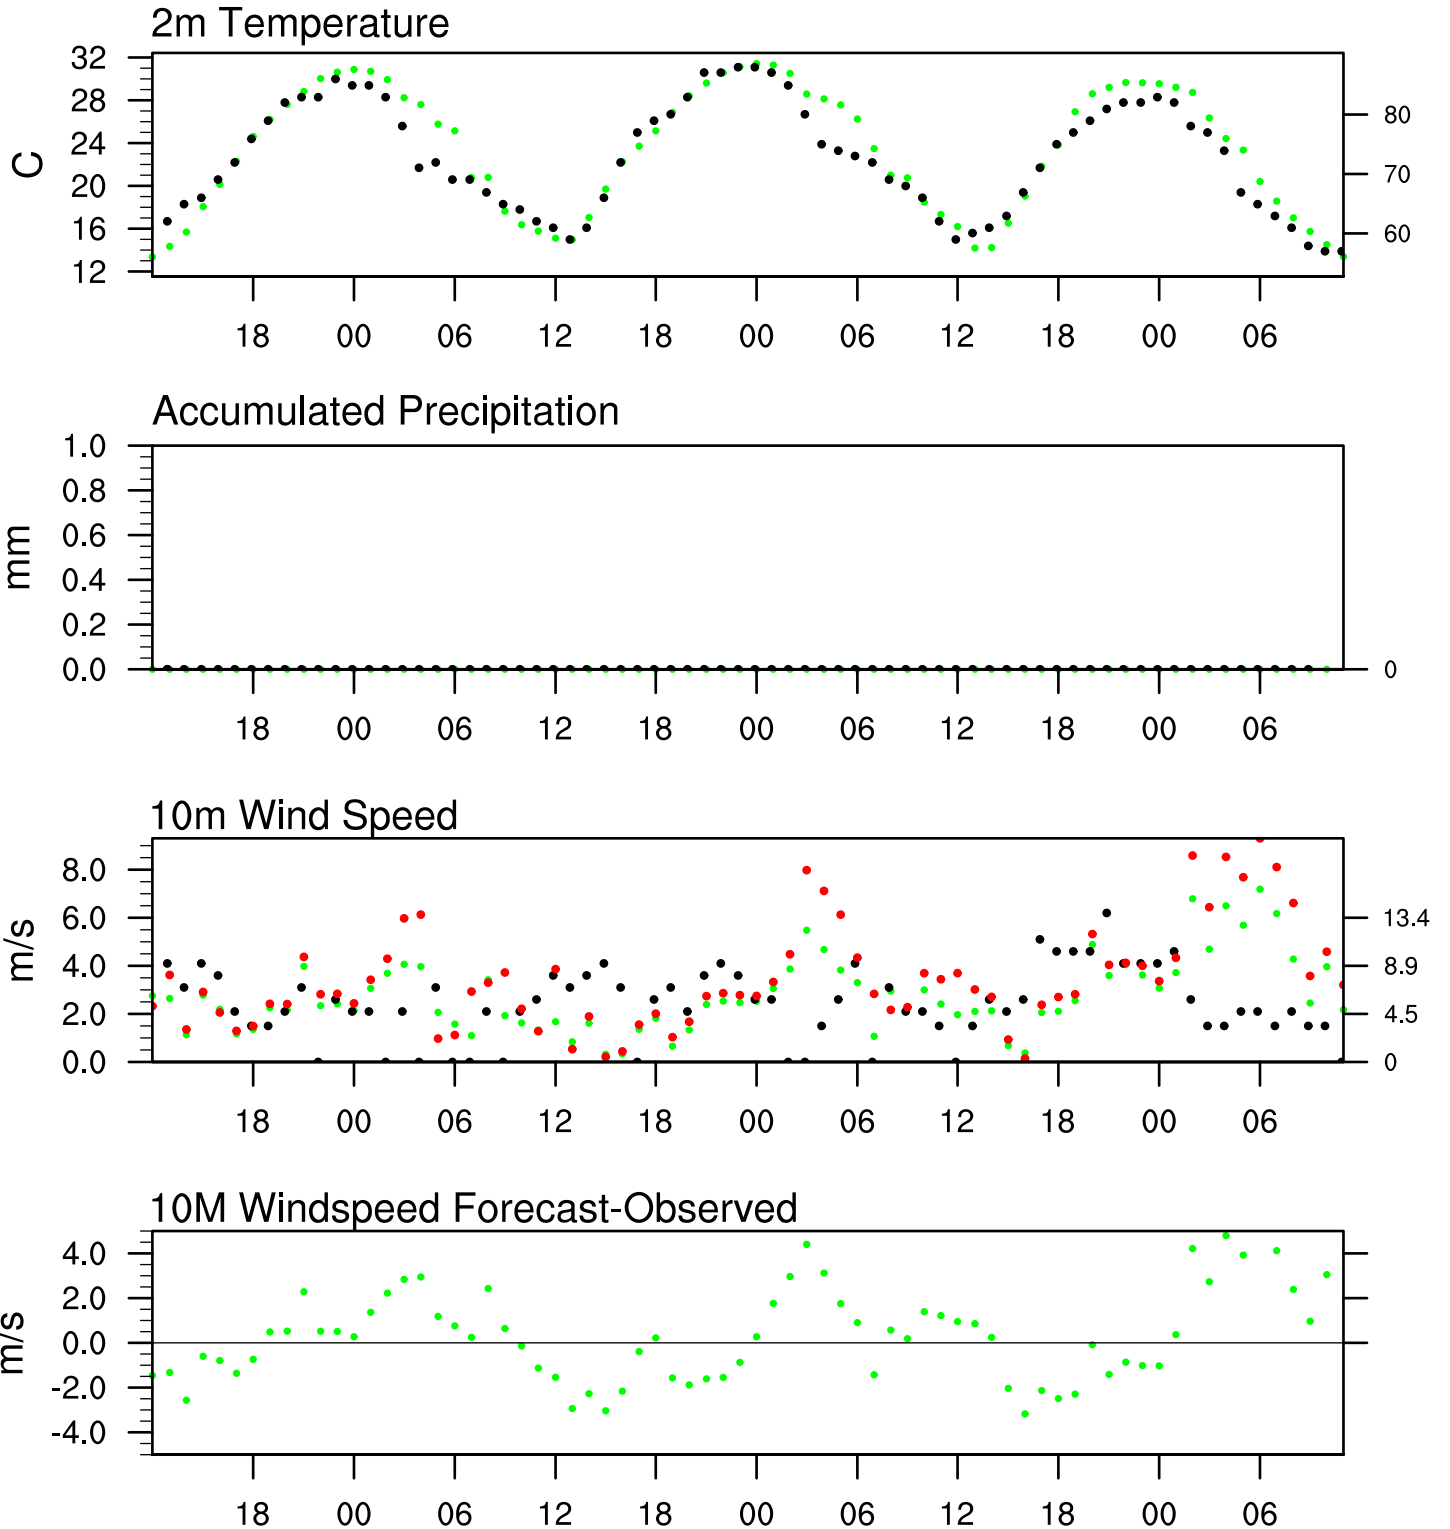 2m Temperature
32
28
24
20
16
12
C
80
70
60
18 00 06 12 18 00 06 12 18 00 06
Accumulated Precipitation
1.0
0.8
0.6
0.4
0.2
0.0
mm
0
18 00 06 12 18 00 06 12 18 00 06
10m Wind Speed
8.0
6.0
4.0
2.0
0.0
m/s
13.4
8.9
4.5
0
18 00 06 12 18 00 06 12 18 00 06
10M Windspeed Forecast-Observed
4.0
2.0
0.0
-2.0
-4.0
m/s
18 00 06 12 18 00 06 12 18 00 06